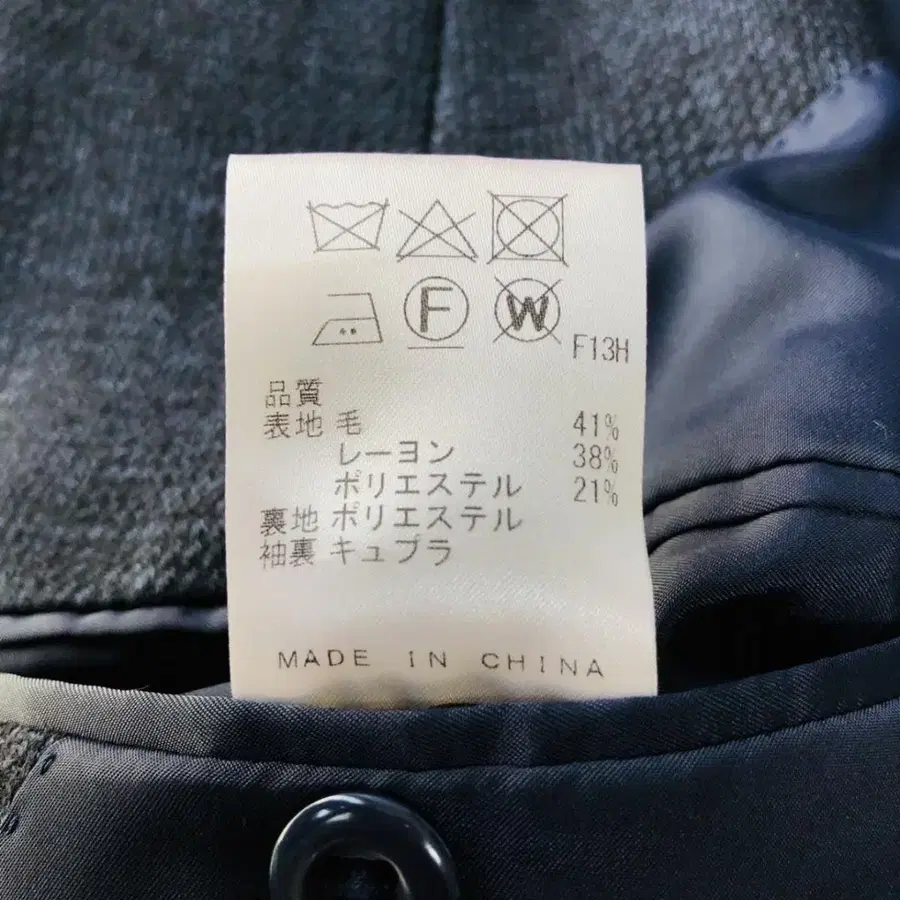 F
W
F13H
品質
表地 毛 41%
レーヨン 38%
ポリエステル 21%
裏地 ポリエステル
袖裏 キュプラ
MADE IN CHINA